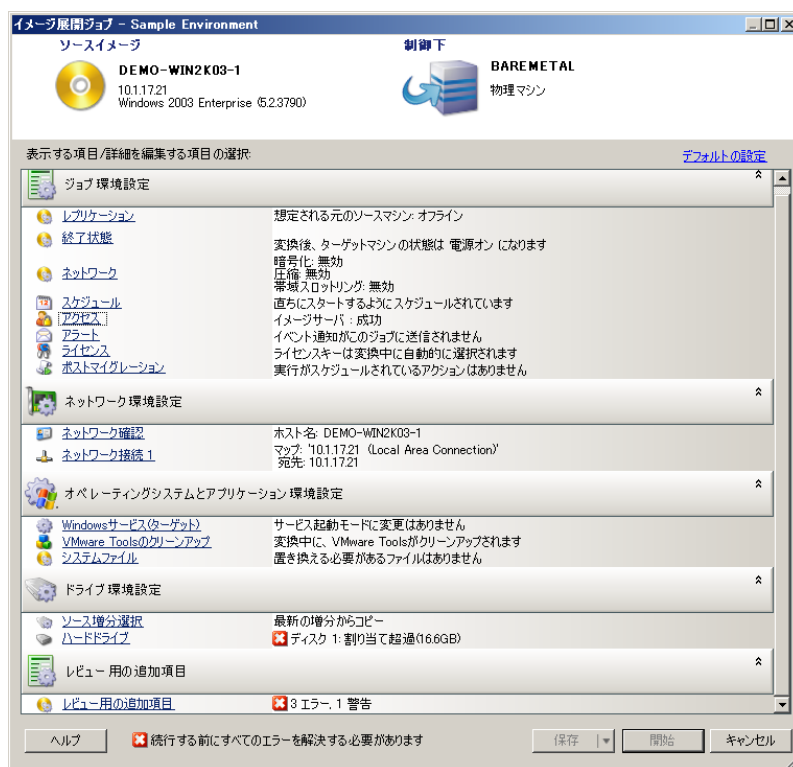 イメージ展開ジョブ - Sample Environment
ソースイメージ
制御下
DEMO-WIN2K03-1
10.1.17.21
Windows 2003 Enterprise (5.2.3790)
BAREMETAL
物理マシン
表示する項目/詳細を編集する項目の選択:
デフォルトの設定
ジョブ環境設定
レプリケーション 想定される元のソースマシン: オフライン
終了状態 変換後、ターゲットマシンの状態は 電源オン になります
暗号化: 無効
ネットワーク 圧縮: 無効
帯域スロットリング: 無効
スケジュール 直ちにスタートするようにスケジュールされています
アクセス イメージサーバ : 成功
アラート イベント通知がこのジョブに送信されません
ライセンス ライセンスキーは変換中に自動的に選択されます
ポストマイグレーション 実行がスケジュールされているアクションはありません
ネットワーク環境設定
ネットワーク確認 ホスト名: DEMO-WIN2K03-1
ネットワーク接続 1 マップ: '10.1.17.21 (Local Area Connection)'
宛先: 10.1.17.21
オペレーティングシステムとアプリケーション環境設定
Windowsサービス(ターゲット) サービス起動モードに変更はありません
VMware Toolsのクリーンアップ 変換中に、VMware Toolsがクリーンアップされます
システムファイル 置き換える必要があるファイルはありません
ドライブ環境設定
ソース増分選択 最新の増分からコピー
ハードドライブ ディスク 1: 割り当て超過(16.6GB)
レビュー用の追加項目
レビュー用の追加項目 3 エラー, 1 警告
ヘルプ 続行する前にすべてのエラーを解決する必要があります 保存 開始 キャンセル